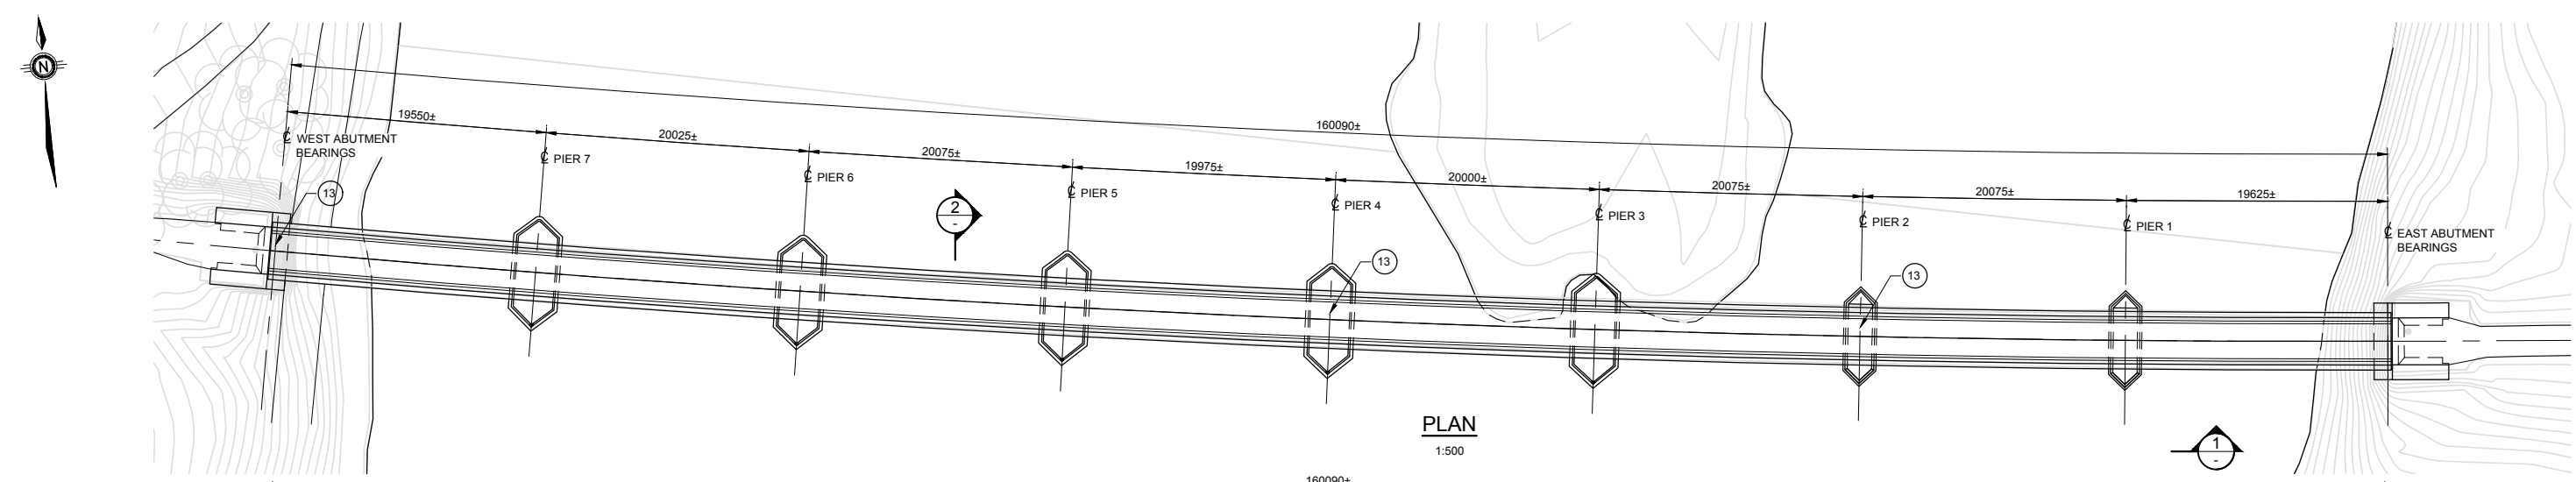 N
160090±
19550±
20025±
20075±
19975±
20000±
20075±
20075±
19625±
℄ WEST ABUTMENT
BEARINGS
℄ PIER 7
℄ PIER 6
℄ PIER 5
℄ PIER 4
℄ PIER 3
℄ PIER 2
℄ PIER 1
℄ EAST ABUTMENT
BEARINGS
13
2
-
13
13
PLAN
1:500
1
-
160090±